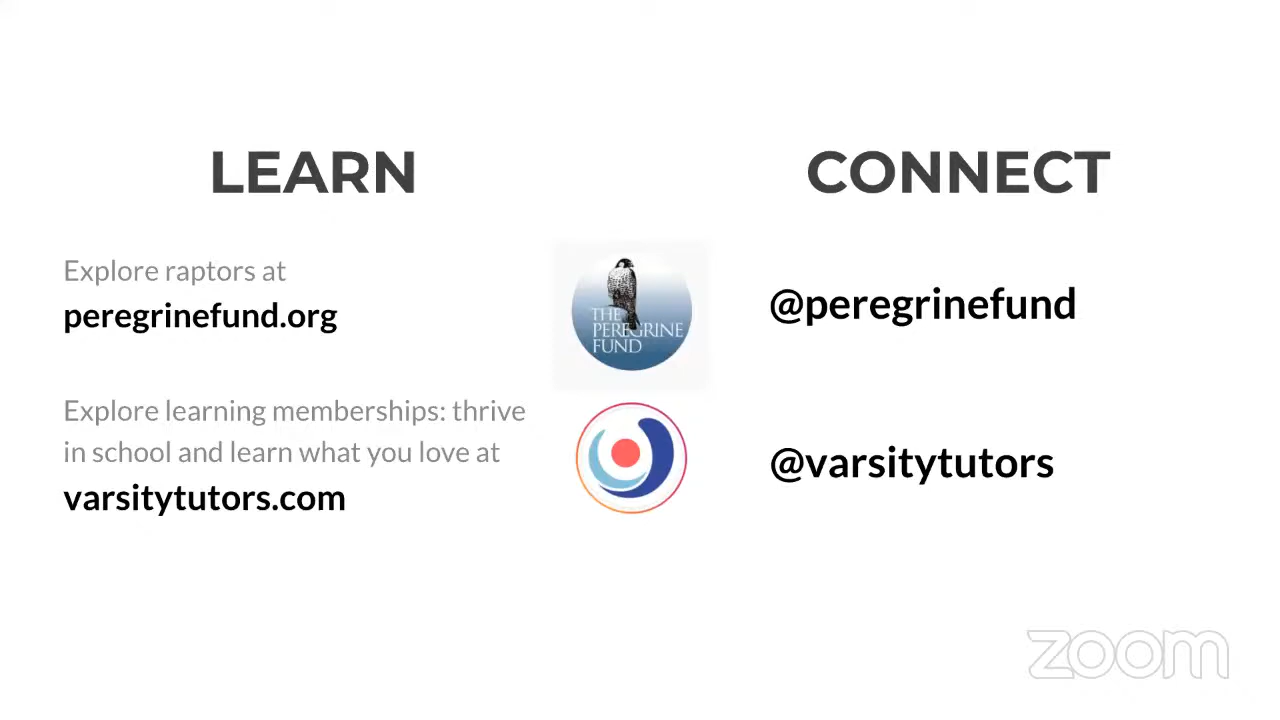 LEARN
Explore raptors at
peregrinefund.org
Explore learning memberships: thrive
in school and learn what you love at
varsitytutors.com
THE
PEREGRINE
FUND
CONNECT
@peregrinefund
@varsitytutors
zoom